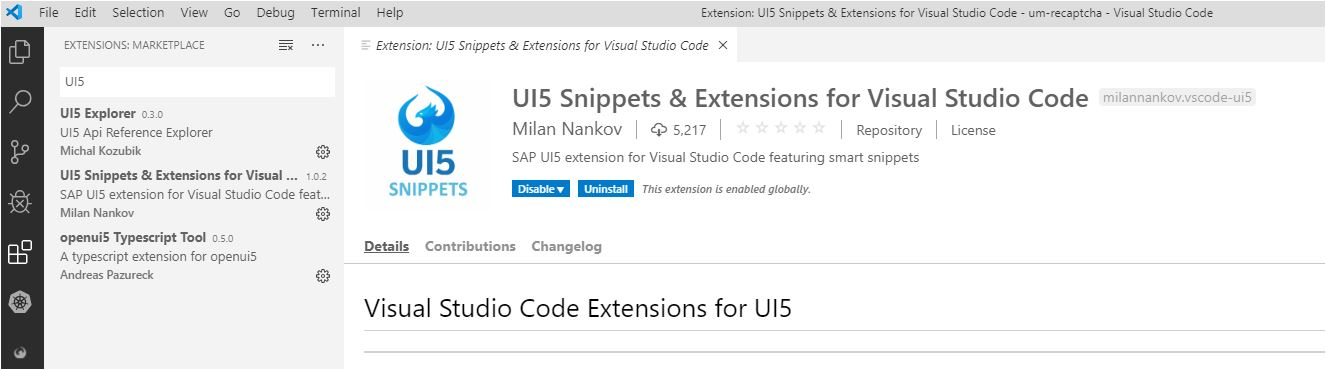 File Edit Selection View Go Debug Terminal Help Extension: UI5 Snippets & Extensions for Visual Studio Code - um-recaptcha - Visual Studio Code
EXTENSIONS: MARKETPLACE
Extension: UI5 Snippets & Extensions for Visual Studio Code
UI5
UI5 Explorer 0.3.0
UI5 Api Reference Explorer
Michal Kozubik
UI5 Snippets & Extensions for Visual ... 1.0.2
SAP UI5 extension for Visual Studio Code feat...
Milan Nankov
openui5 Typescript Tool 0.5.0
A typescript extension for openui5
Andreas Pazureck
UI5
SNIPPETS
UI5 Snippets & Extensions for Visual Studio Code milannankov.vscode-ui5
Milan Nankov 5,217 Repository License
SAP UI5 extension for Visual Studio Code featuring smart snippets
Disable Uninstall This extension is enabled globally.
Details Contributions Changelog
Visual Studio Code Extensions for UI5